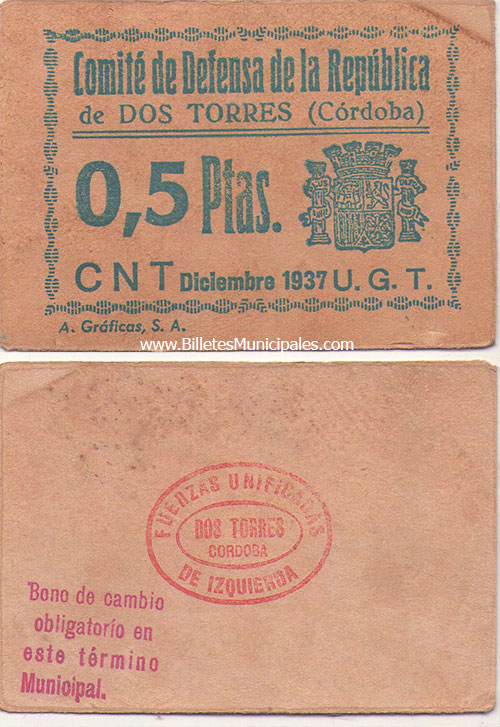 Comité de Defensa de la República
de DOS TORRES (Córdoba)
0,5 Ptas.
CNT Diciembre 1937 U. G. T.
A. Gráficas, S. A.
www.BilletesMunicipales.com
FUERZAS UNIFICADAS
DOS TORRES
CORDOBA
DE IZQUIERDA
Bono de cambio
obligatorio en
este término
Municipal.